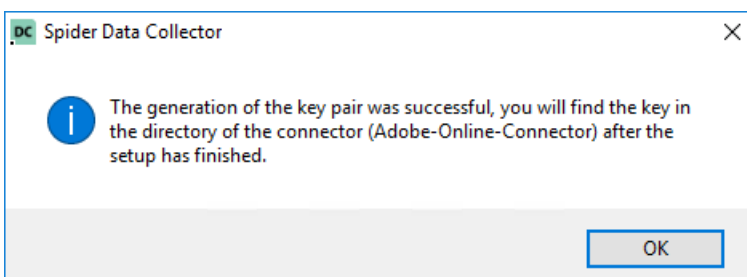 DC Spider Data Collector
The generation of the key pair was successful, you will find the key in
the directory of the connector (Adobe-Online-Connector) after the
setup has finished.
OK